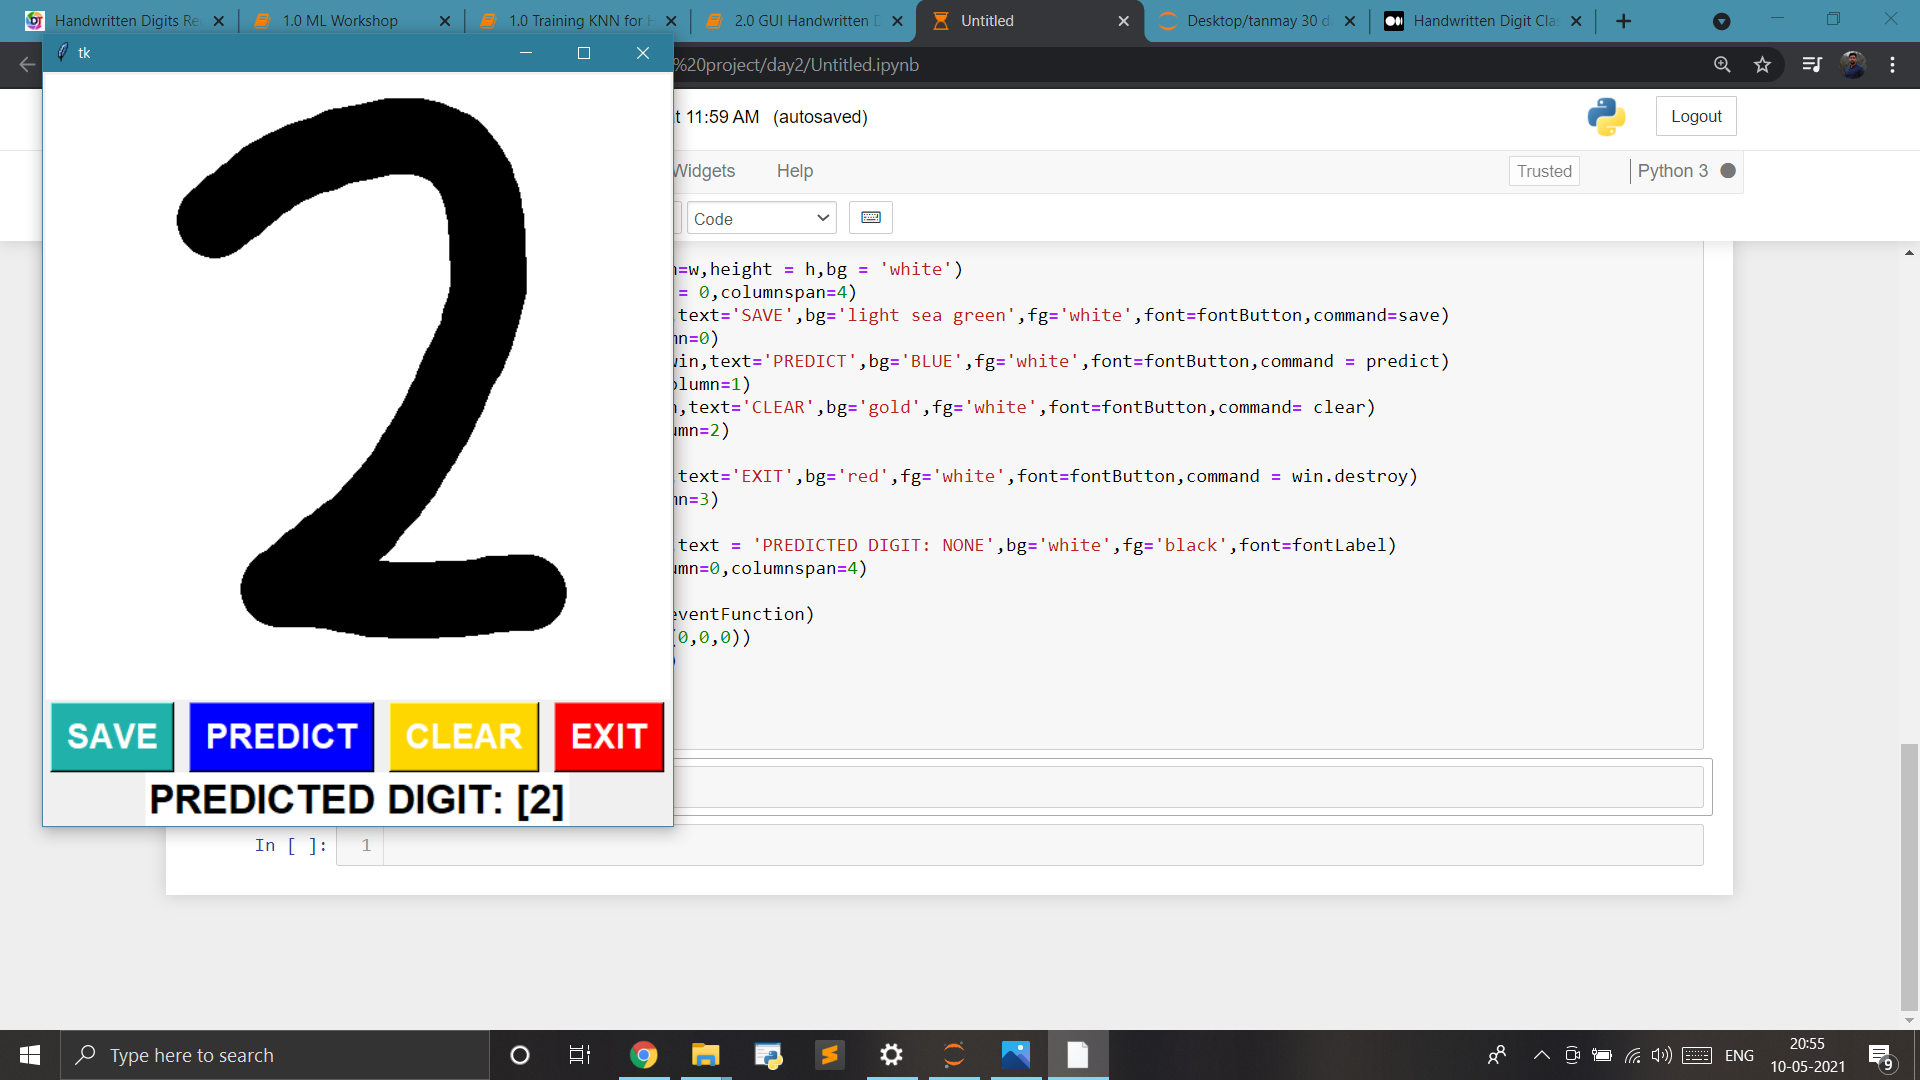 Handwritten Digits Re
1.0 ML Workshop
1.0 Training KNN for H
2.0 GUI Handwritten D
Untitled
Desktop/tanmay 30 d
Handwritten Digit Cla
tk
%20project/day2/Untitled.ipynb
t 11:59 AM (autosaved)
Logout
Widgets
Help
Trusted
Python 3
Code
2
=w,height = h,bg = 'white')
= 0,columnspan=4)
text='SAVE',bg='light sea green',fg='white',font=fontButton,command=save)
mn=0)
win,text='PREDICT',bg='BLUE',fg='white',font=fontButton,command = predict)
olumn=1)
,text='CLEAR',bg='gold',fg='white',font=fontButton,command= clear)
umn=2)
text='EXIT',bg='red',fg='white',font=fontButton,command = win.destroy)
mn=3)
text = 'PREDICTED DIGIT: NONE',bg='white',fg='black',font=fontLabel)
umn=0,columnspan=4)
eventFunction)
(0,0,0))
)
SAVE PREDICT CLEAR EXIT
PREDICTED DIGIT: [2]
In [ ]: 1
Type here to search
ENG
20:55
10-05-2021
9